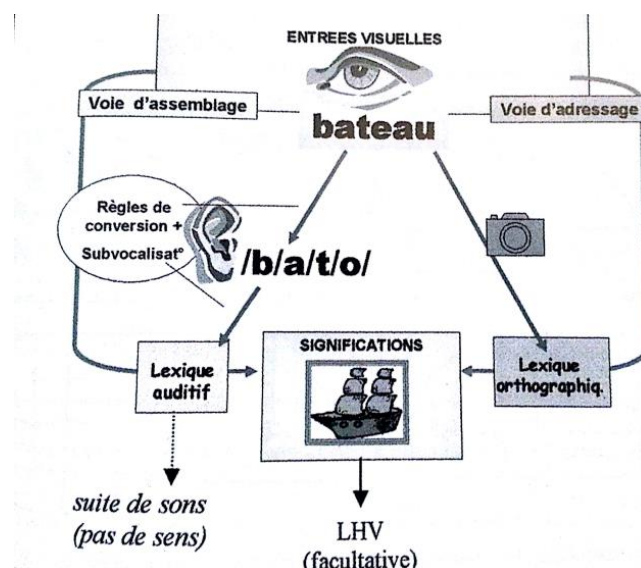 ENTREES VISUELLES
Voie d'assemblage
Voie d'adressage
bateau
Règles de
conversion +
Subvocalisat°
/b/a/t/o/
SIGNIFICATIONS
Lexique
auditif
Lexique
orthographiq.
suite de sons
(pas de sens)
LHV
(facultative)